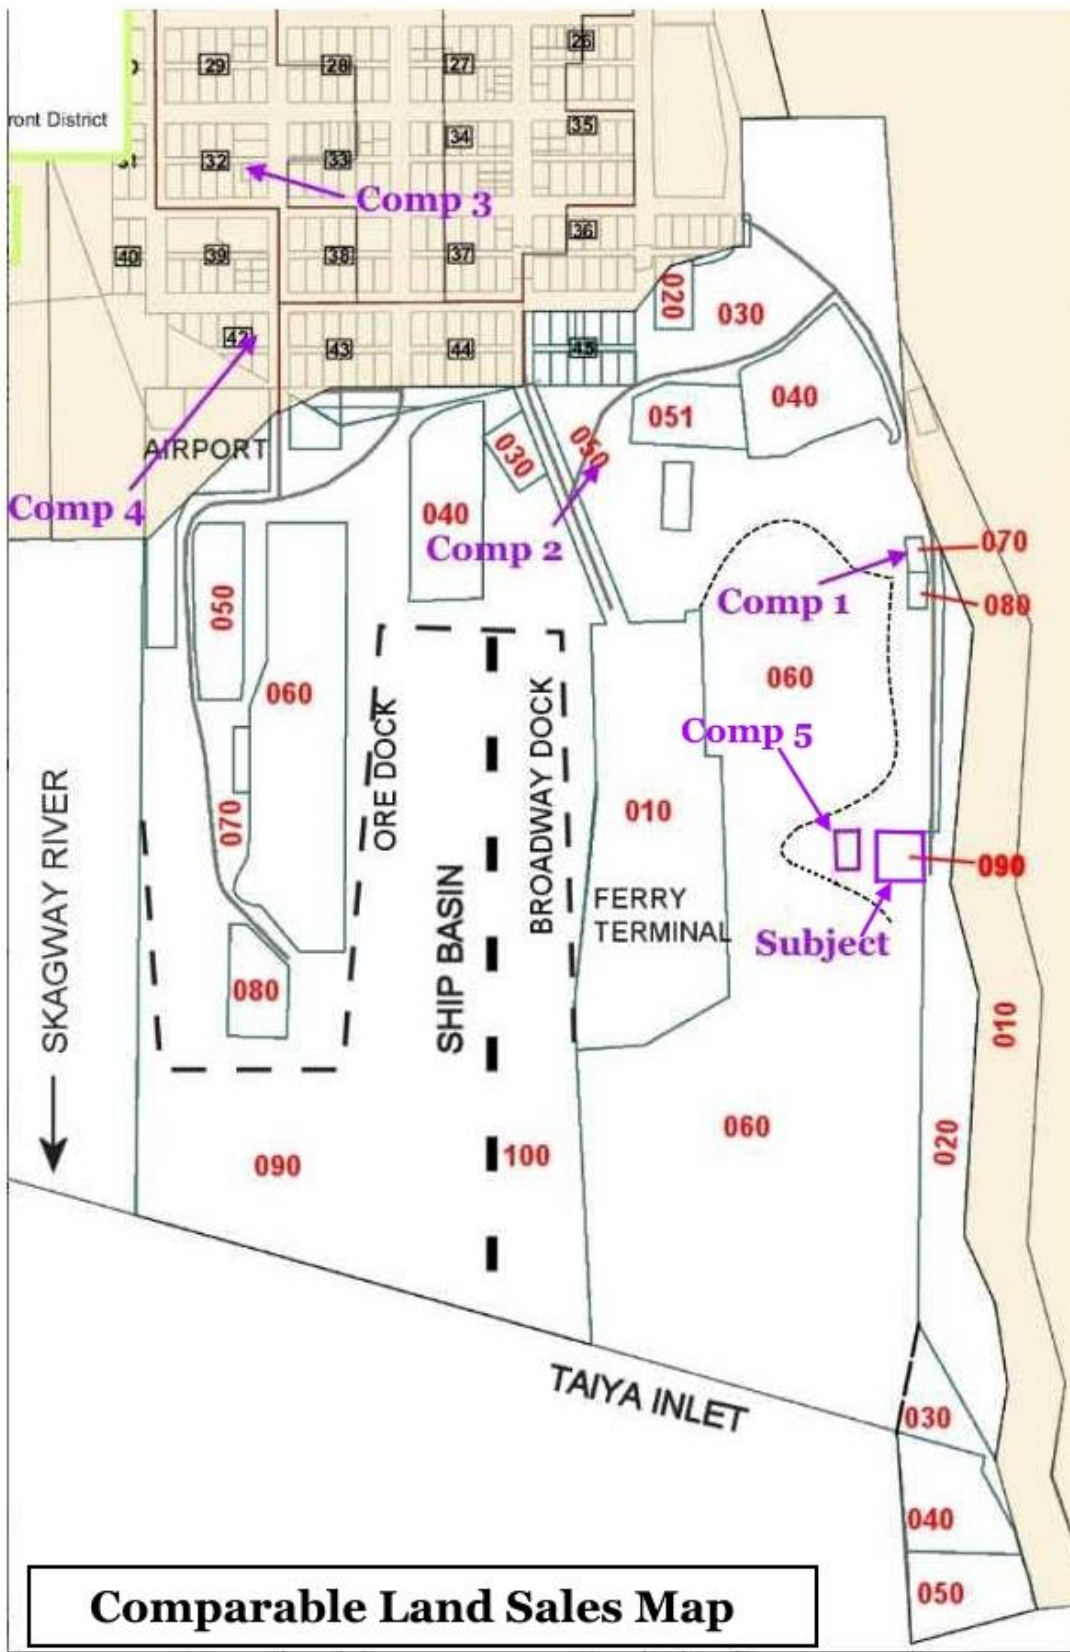 29
28
27
26
ront District
34
35
32
33
Comp 3
36
40
39
38
37
020
030
42
43
44
45
040
051
AIRPORT
030
050
Comp 4
040
Comp 2
070
Comp 1
080
050
060
060
Comp 5
ORE DOCK
BROADWAY DOCK
SKAGWAY RIVER
070
010
090
SHIP BASIN
FERRY
TERMINAL
Subject
080
010
060
020
090
100
TAIYA INLET
030
040
050
Comparable Land Sales Map